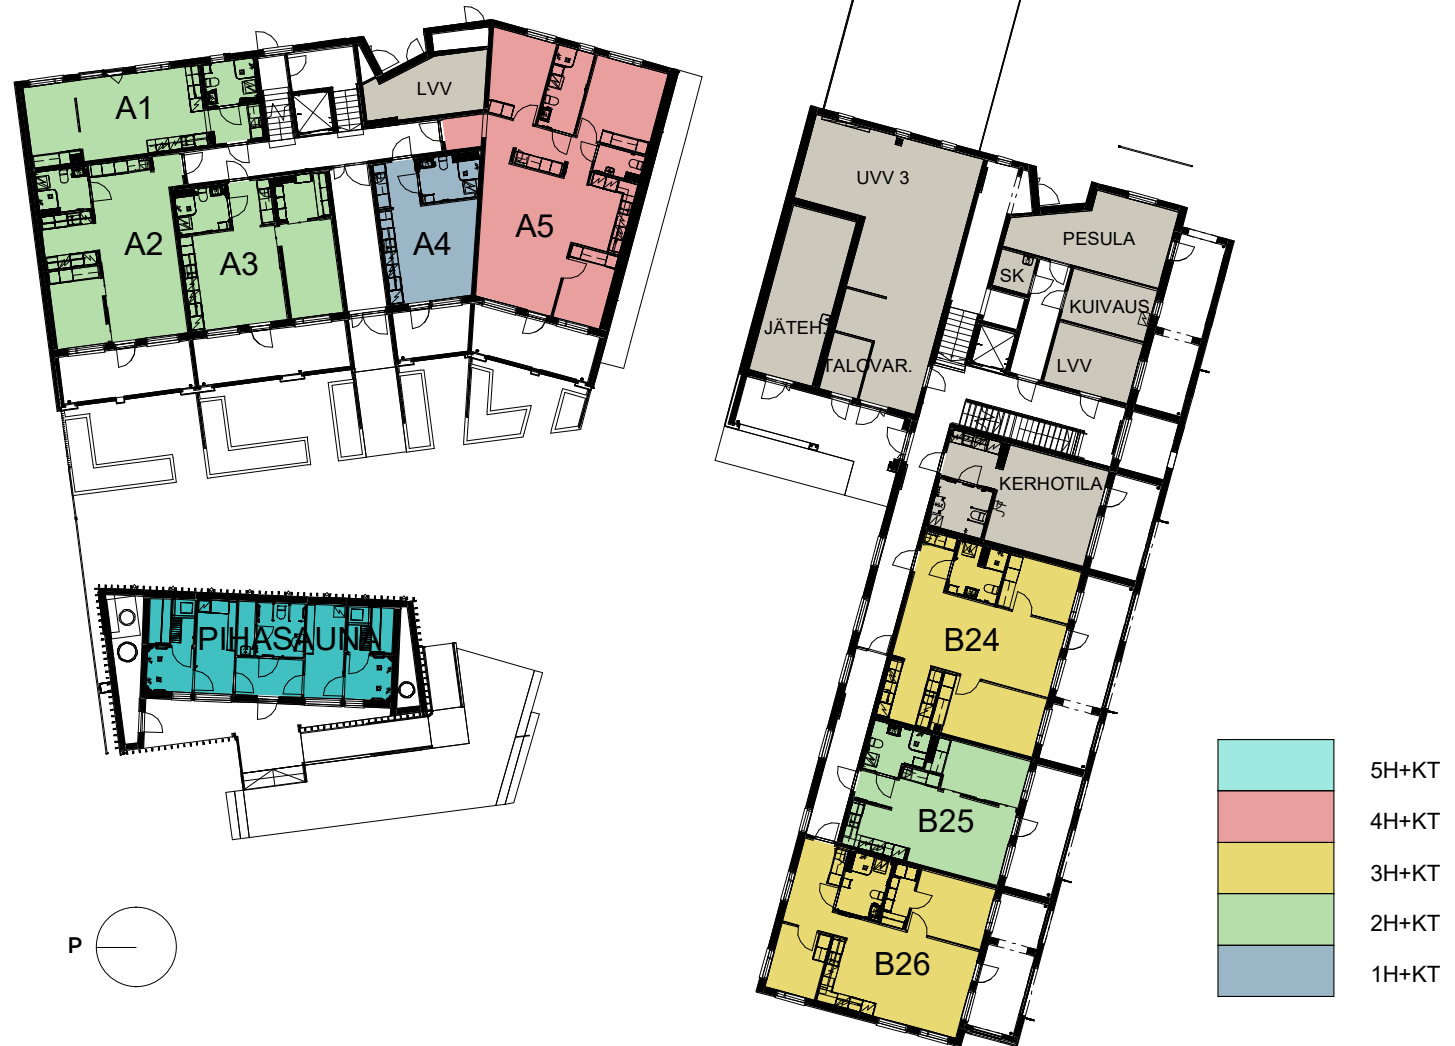 A1
LVV
A2
A3
A4
A5
UVV 3
PESULA
SK
KUIVAUS
JÄTEH.
TALOVAR.
LVV
KERHOTILA
PIHASAUNA
B24
B25
B26
P
5H+KT
4H+KT
3H+KT
2H+KT
1H+KT